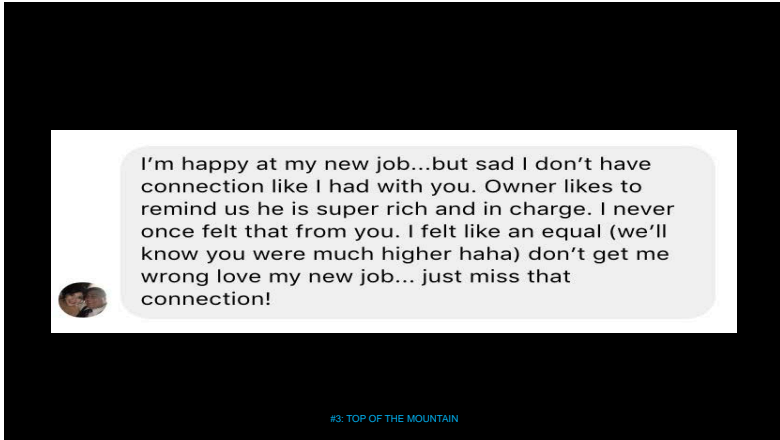 I’m happy at my new job...but sad I don’t have
connection like I had with you. Owner likes to
remind us he is super rich and in charge. I never
once felt that from you. I felt like an equal (we’ll
know you were much higher haha) don’t get me
wrong love my new job... just miss that
connection!
#3: TOP OF THE MOUNTAIN